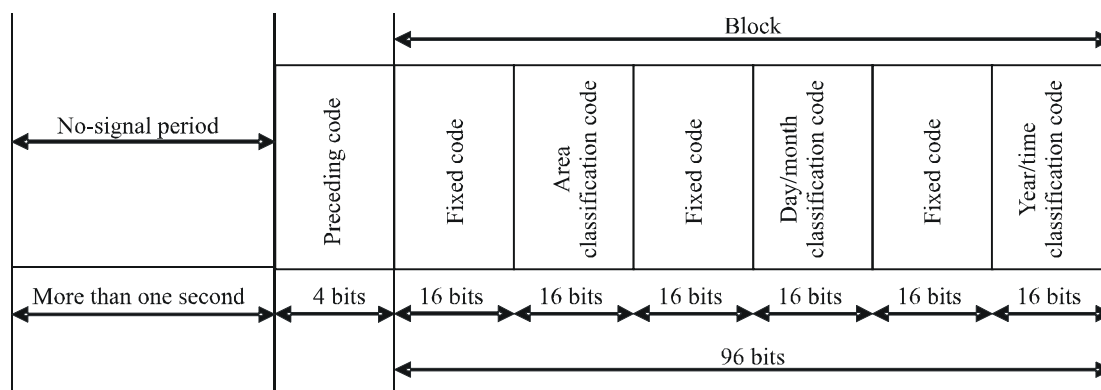 Block
No-signal period
Preceding code
Fixed code
Area
classification code
Fixed code
Day/month
classification code
Fixed code
Year/time
classification code
More than one second
4 bits
16 bits
16 bits
16 bits
16 bits
16 bits
16 bits
96 bits